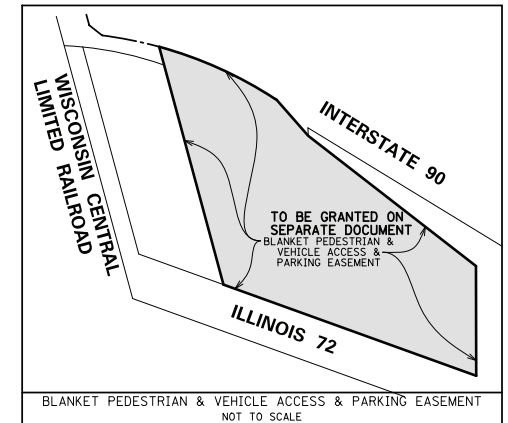 WISCONSIN CENTRAL
LIMITED RAILROAD
INTERSTATE 90
TO BE GRANTED ON
SEPARATE DOCUMENT
BLANKET PEDESTRIAN &
VEHICLE ACCESS &
PARKING EASEMENT
ILLINOIS 72
BLANKET PEDESTRIAN & VEHICLE ACCESS & PARKING EASEMENT
NOT TO SCALE